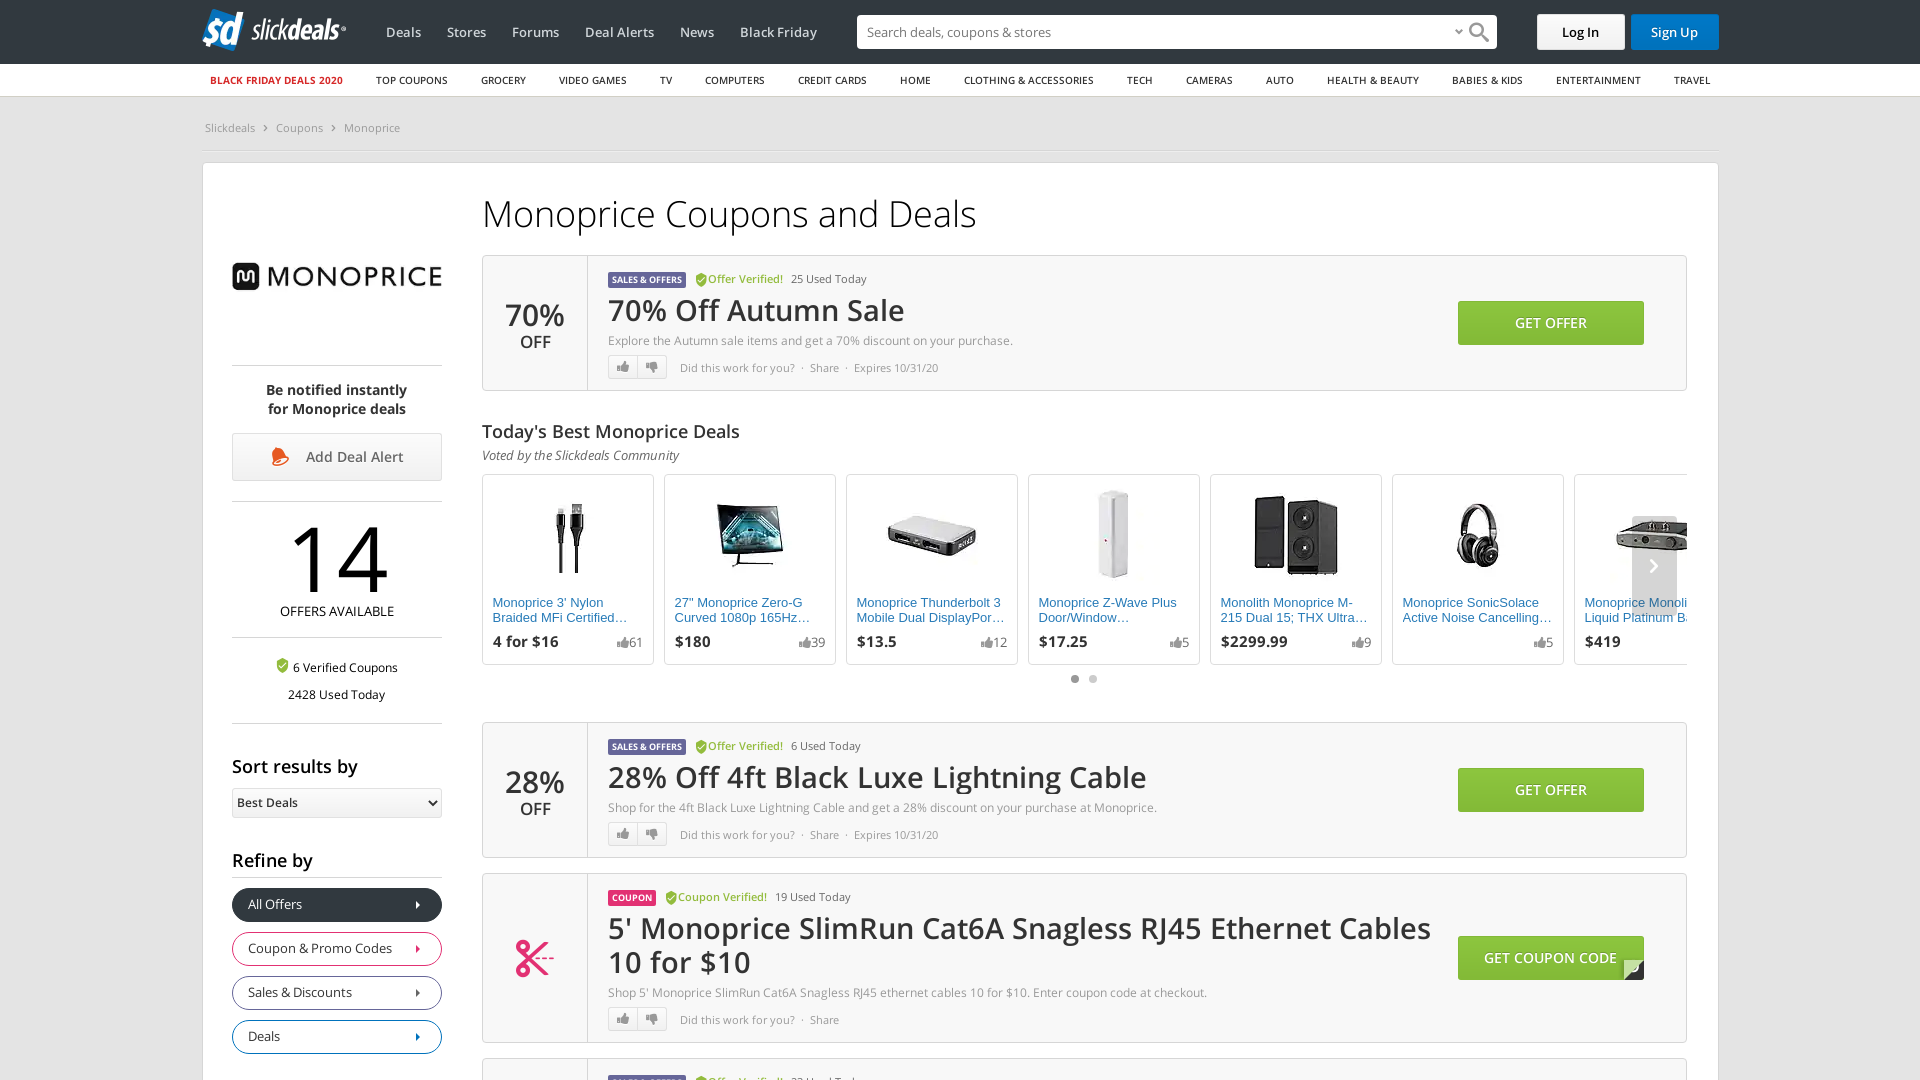 sd slickdeals
Deals Stores Forums Deal Alerts News Black Friday
Search deals, coupons & stores
Log In
Sign Up
BLACK FRIDAY DEALS 2020 TOP COUPONS GROCERY VIDEO GAMES TV COMPUTERS CREDIT CARDS HOME CLOTHING & ACCESSORIES TECH CAMERAS AUTO HEALTH & BEAUTY BABIES & KIDS ENTERTAINMENT TRAVEL
Slickdeals > Coupons > Monoprice
MONOPRICE
Be notified instantly
for Monoprice deals
Add Deal Alert
14
OFFERS AVAILABLE
6 Verified Coupons
2428 Used Today
Sort results by
Best Deals
Refine by
All Offers
Coupon & Promo Codes
Sales & Discounts
Deals
Monoprice Coupons and Deals
70%
OFF
SALES & OFFERS Offer Verified! 25 Used Today
70% Off Autumn Sale
Explore the Autumn sale items and get a 70% discount on your purchase.
Did this work for you? · Share · Expires 10/31/20
GET OFFER
Today's Best Monoprice Deals
Voted by the Slickdeals Community
Monoprice 3' Nylon
Braided MFi Certified…
4 for $16 61
27" Monoprice Zero-G
Curved 1080p 165Hz…
$180 39
Monoprice Thunderbolt 3
Mobile Dual DisplayPor…
$13.5 12
Monoprice Z-Wave Plus
Door/Window…
$17.25 5
Monolith Monoprice M-
215 Dual 15; THX Ultra…
$2299.99 9
Monoprice SonicSolace
Active Noise Cancelling…
5
Monoprice Monoli
Liquid Platinum Ba
$419
28%
OFF
SALES & OFFERS Offer Verified! 6 Used Today
28% Off 4ft Black Luxe Lightning Cable
Shop for the 4ft Black Luxe Lightning Cable and get a 28% discount on your purchase at Monoprice.
Did this work for you? · Share · Expires 10/31/20
GET OFFER
COUPON Coupon Verified! 19 Used Today
5' Monoprice SlimRun Cat6A Snagless RJ45 Ethernet Cables
10 for $10
Shop 5' Monoprice SlimRun Cat6A Snagless RJ45 ethernet cables 10 for $10. Enter coupon code at checkout.
Did this work for you? · Share
GET COUPON CODE